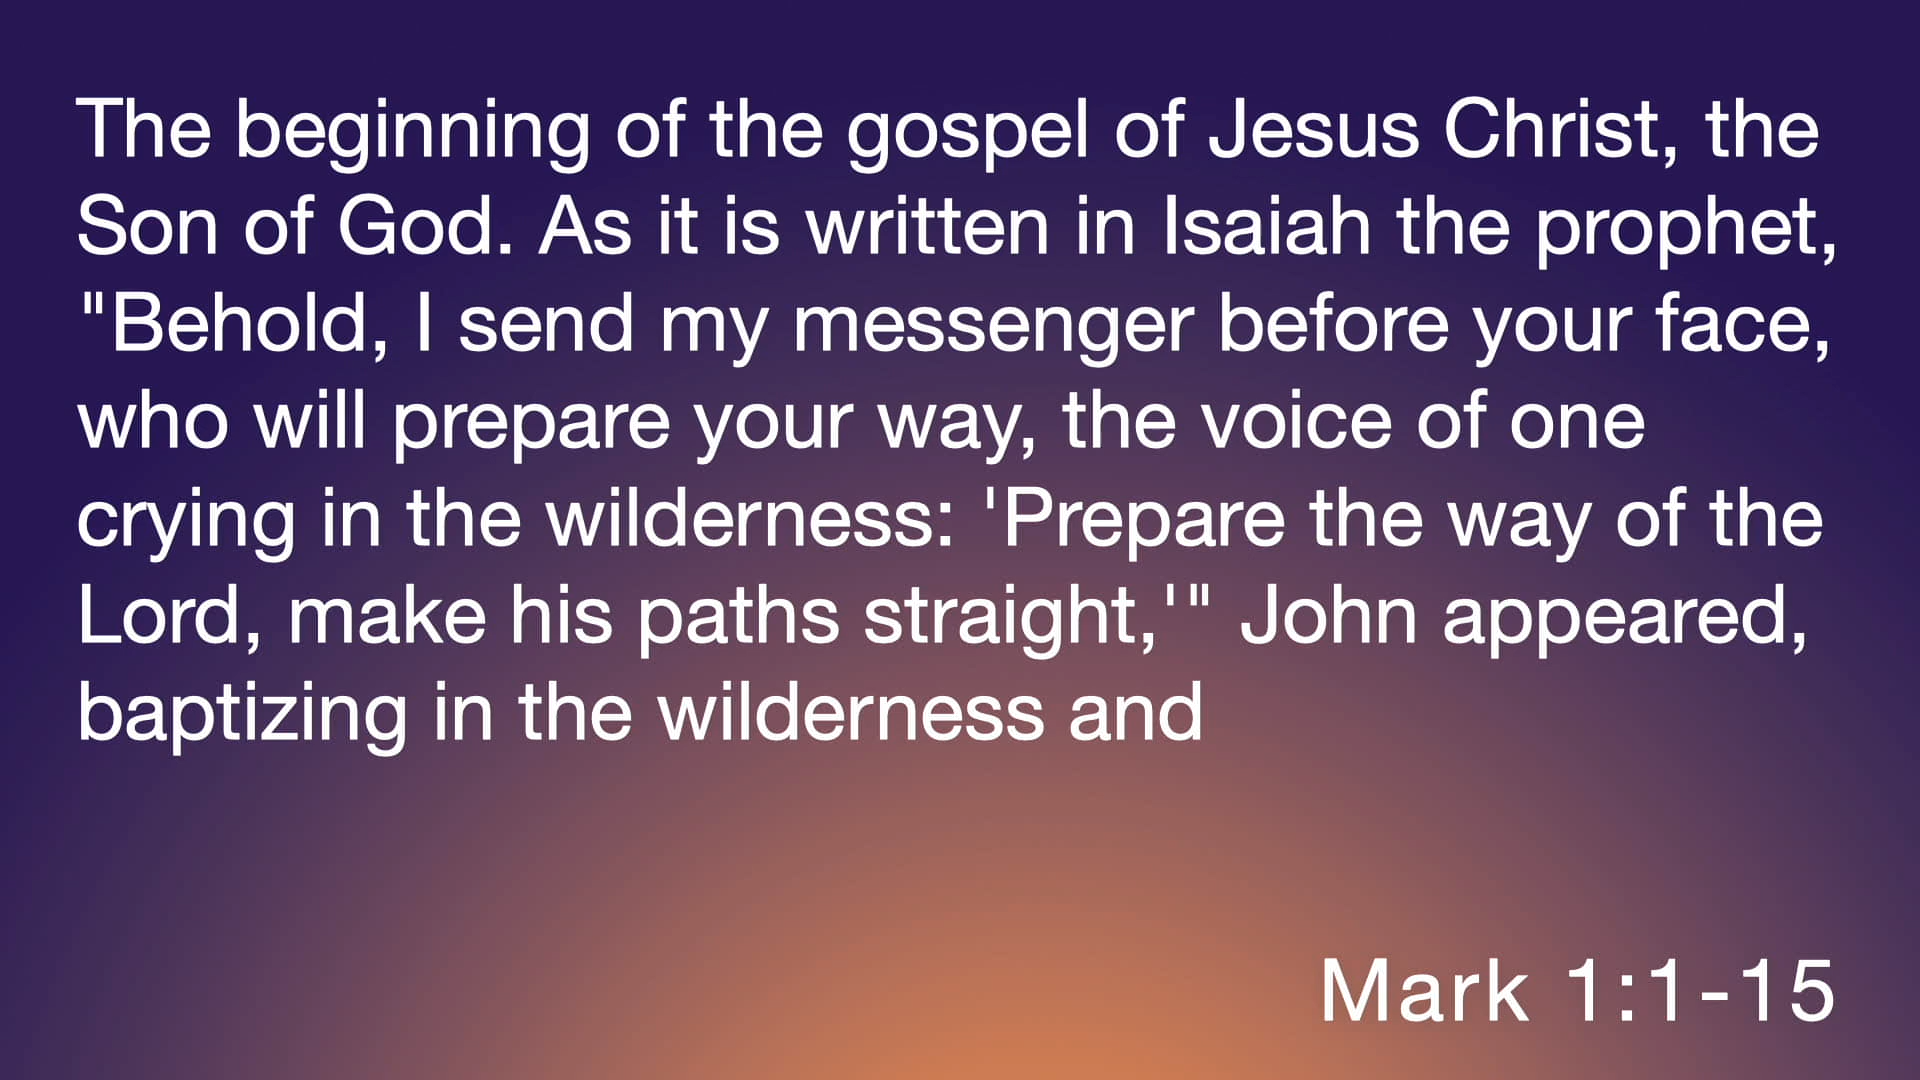 The beginning of the gospel of Jesus Christ, the
Son of God. As it is written in Isaiah the prophet,
"Behold, I send my messenger before your face,
who will prepare your way, the voice of one
crying in the wilderness: 'Prepare the way of the
Lord, make his paths straight,'" John appeared,
baptizing in the wilderness and
Mark 1:1-15